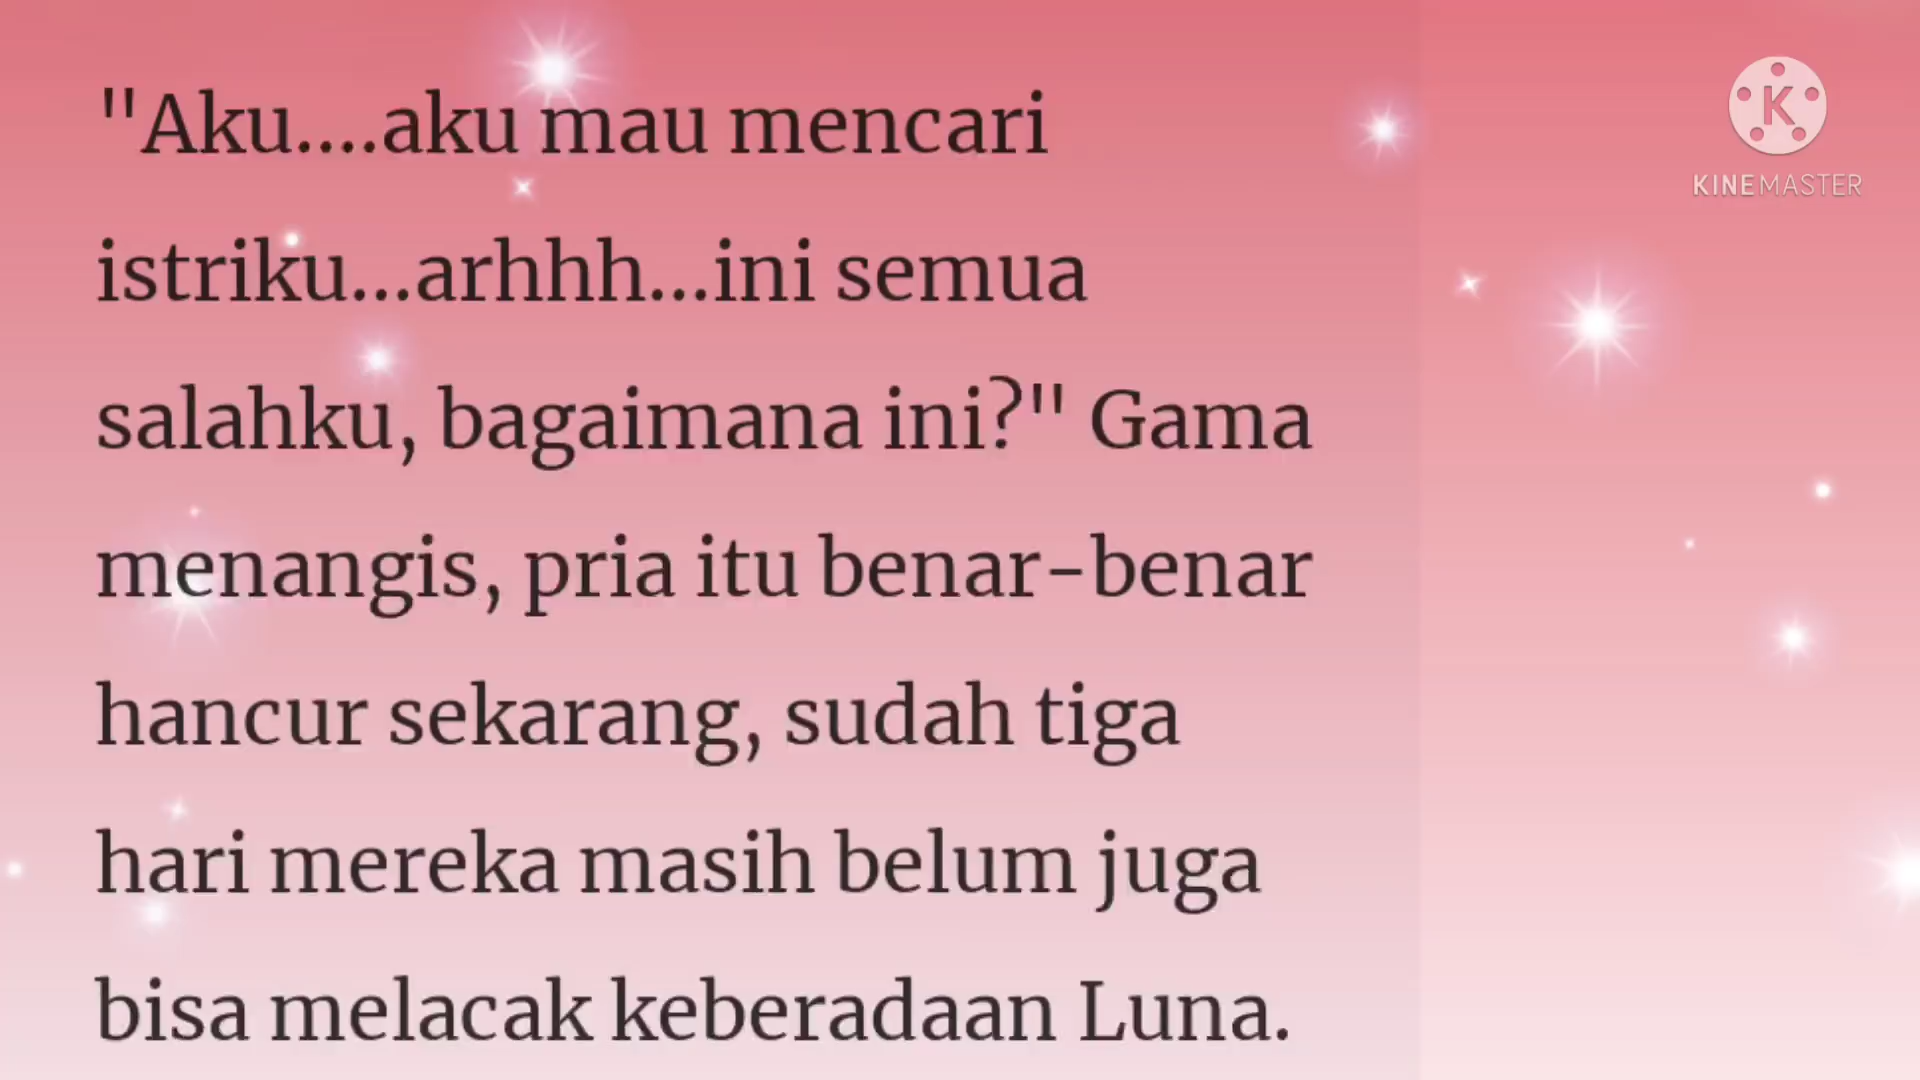 "Aku....aku mau mencari
istriku...arhhh...ini semua
salahku, bagaimana ini?" Gama
menangis, pria itu benar-benar
hancur sekarang, sudah tiga
hari mereka masih belum juga
bisa melacak keberadaan Luna.
K
KINEMASTER